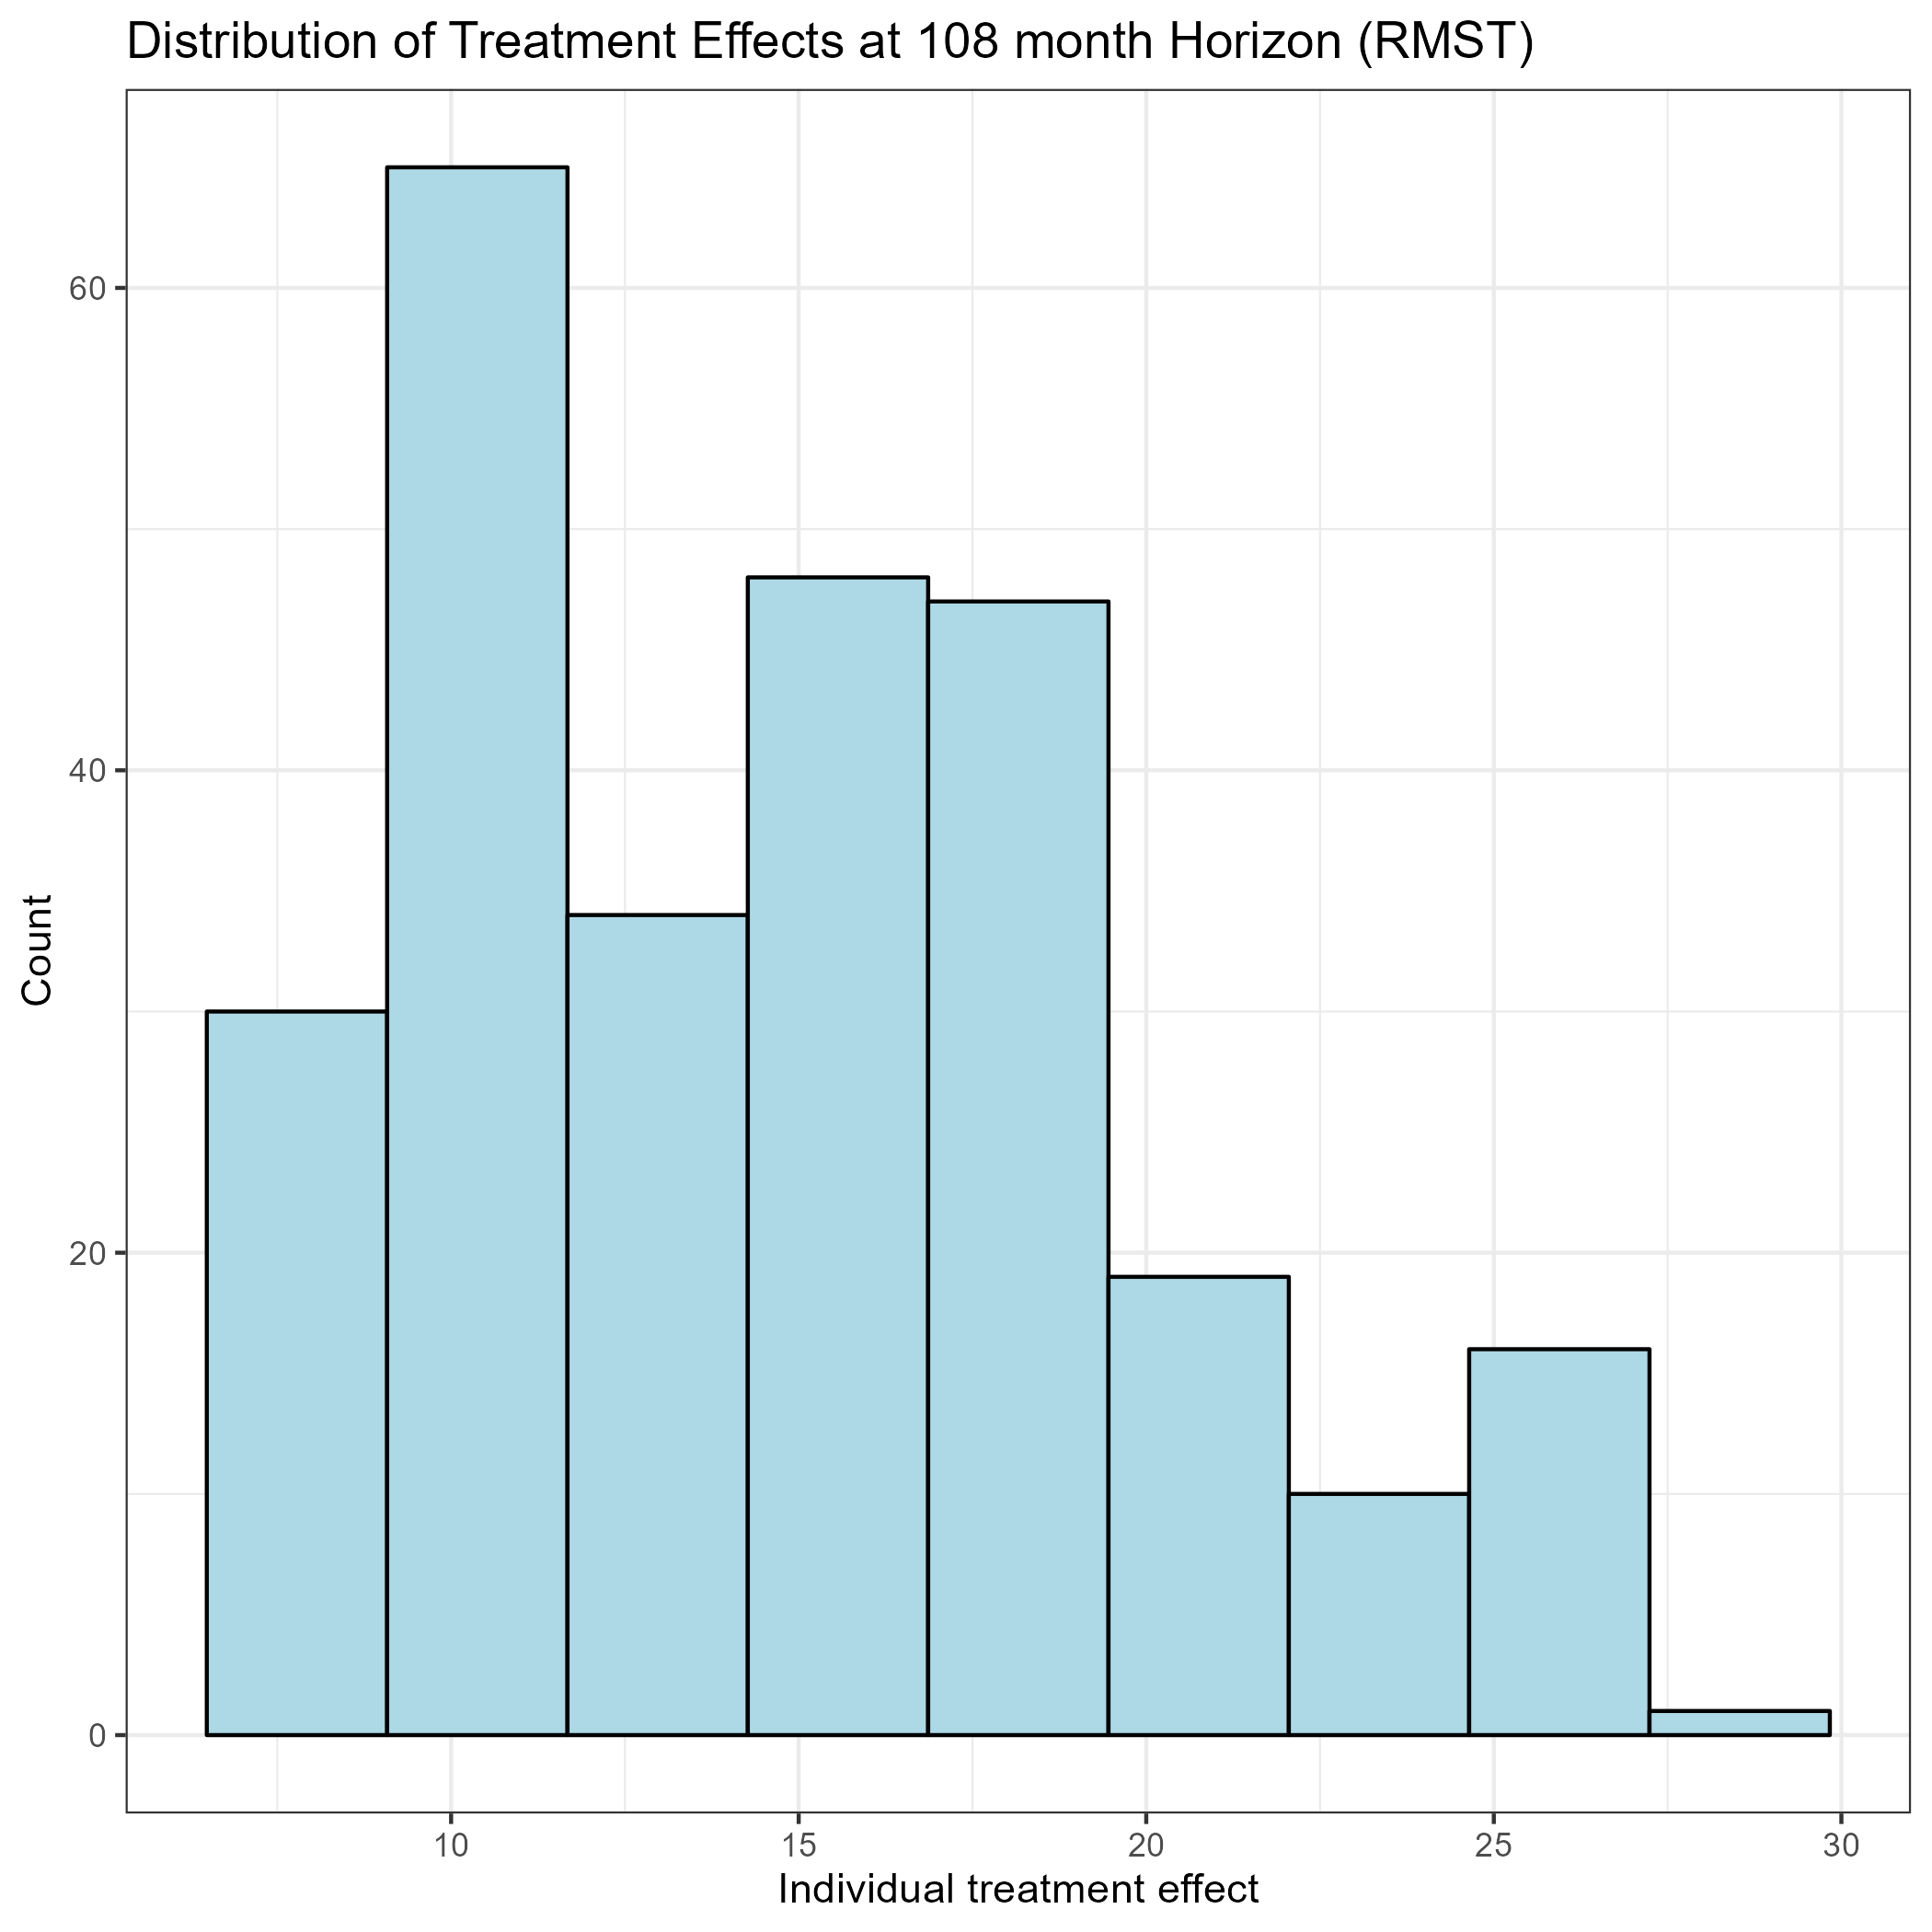 Distribution of Treatment Effects at 108 month Horizon (RMST)
60
40
20
0
Count
10 15 20 25 30
Individual treatment effect